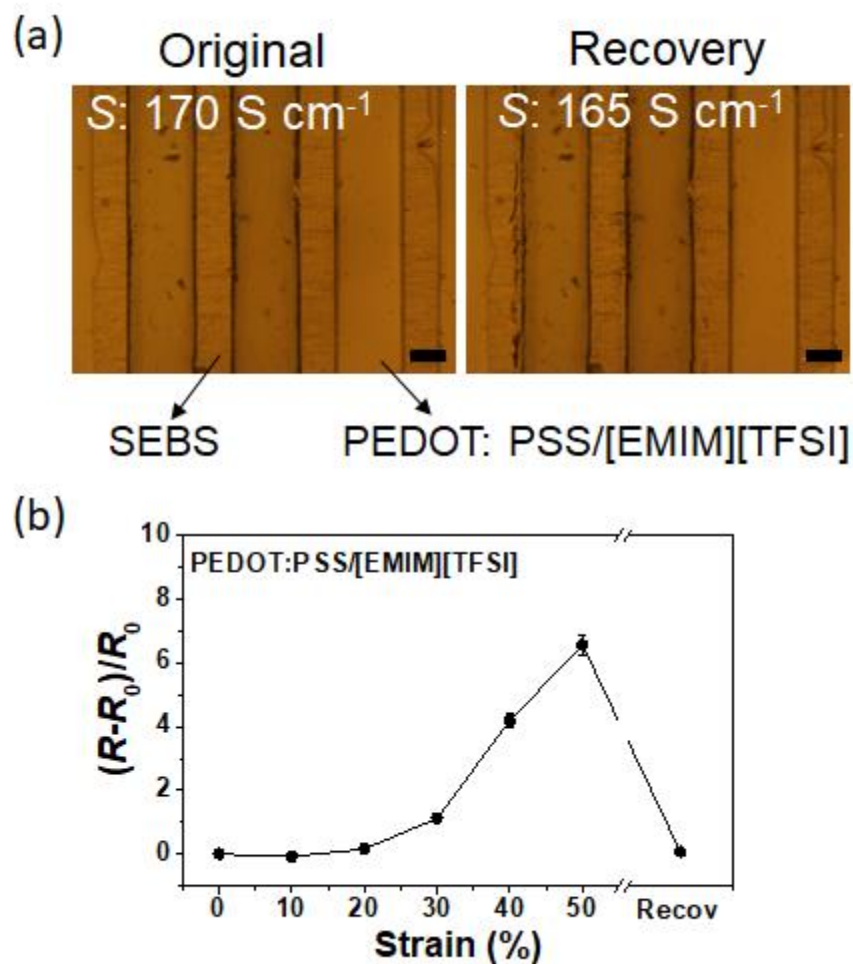 (a)
Original Recovery
S: 170 S cm⁻¹ S: 165 S cm⁻¹
SEBS PEDOT: PSS/[EMIM][TFSI]
(b)
PEDOT:PSS/[EMIM][TFSI]
(R-R₀)/R₀
10
8
6
4
2
0
0 10 20 30 40 50 Recov
Strain (%)